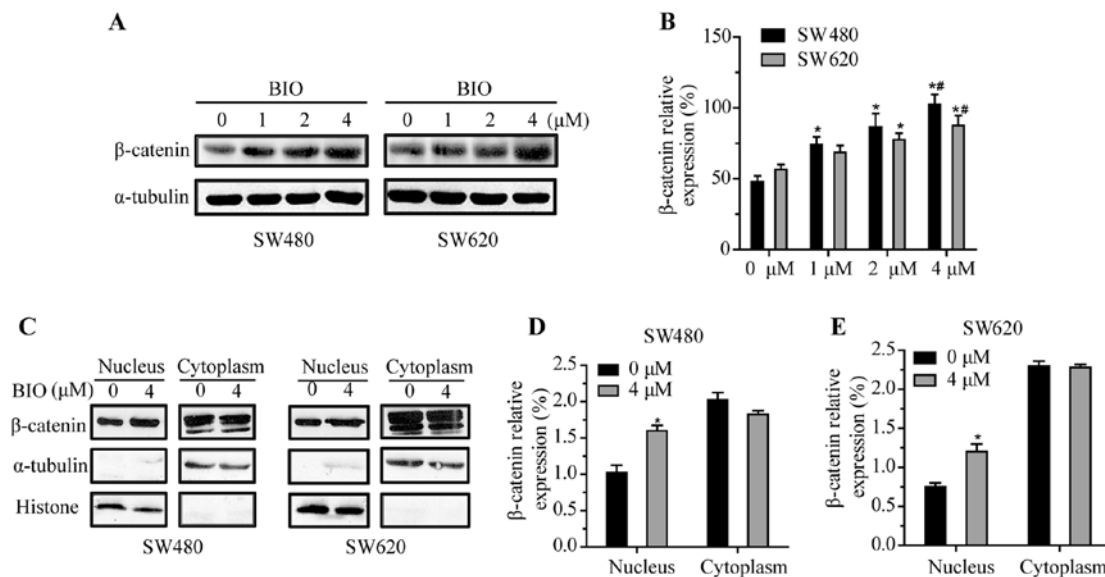 A
BIO BIO
0 1 2 4 0 1 2 4 (μM)
β-catenin
α-tubulin
SW480 SW620
B
SW480
SW620
β-catenin relative
expression (%)
150
100
50
0
* * * *# *#
0 μM 1 μM 2 μM 4 μM
C
Nucleus Cytoplasm Nucleus Cytoplasm
BIO (μM) 0 4 0 4 0 4 0 4
β-catenin
α-tubulin
Histone
SW480 SW620
D
SW480
0 μM
4 μM
β-catenin relative
expression (%)
2.5
2.0
1.5
1.0
0.5
0.0
*
Nucleus Cytoplasm
E
SW620
0 μM
4 μM
β-catenin relative
expression (%)
2.5
2.0
1.5
1.0
0.5
0.0
*
Nucleus Cytoplasm